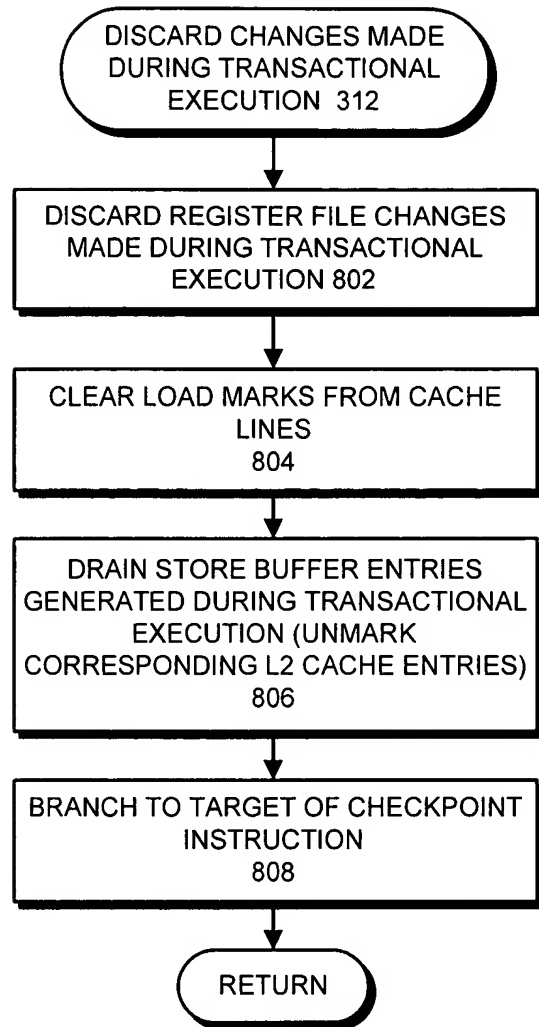 DISCARD CHANGES MADE
DURING TRANSACTIONAL
EXECUTION 312
DISCARD REGISTER FILE CHANGES
MADE DURING TRANSACTIONAL
EXECUTION 802
CLEAR LOAD MARKS FROM CACHE
LINES
804
DRAIN STORE BUFFER ENTRIES
GENERATED DURING TRANSACTIONAL
EXECUTION (UNMARK
CORRESPONDING L2 CACHE ENTRIES)
806
BRANCH TO TARGET OF CHECKPOINT
INSTRUCTION
808
RETURN